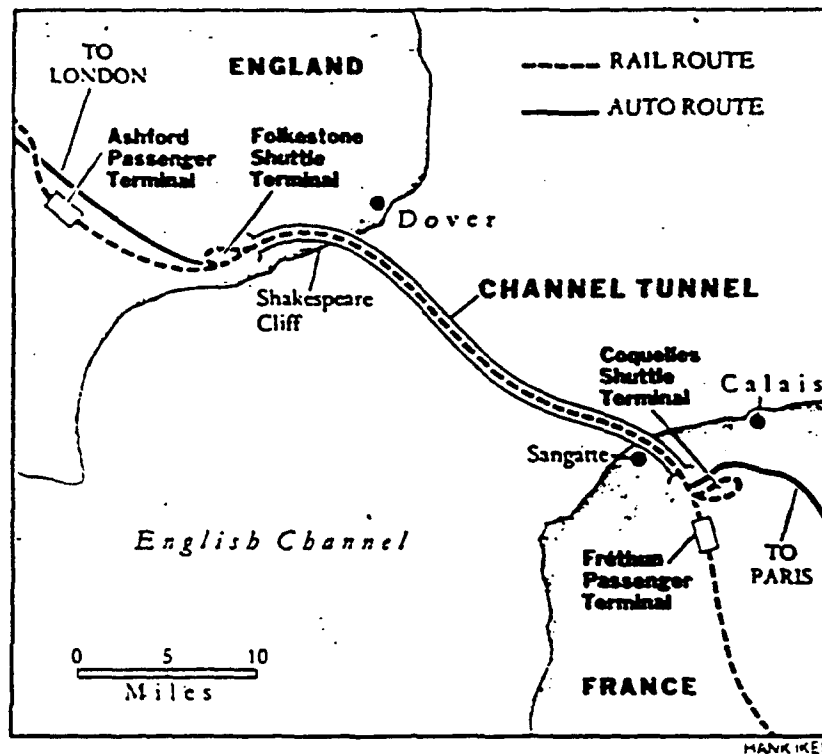 TO
LONDON
ENGLAND
RAIL ROUTE
AUTO ROUTE
Ashford
Passenger
Terminal
Folkestone
Shuttle
Terminal
Dover
Shakespeare
Cliff
CHANNEL TUNNEL
Coquelles
Shuttle
Terminal
Calais
Sangatte
English Channel
Fréthun
Passenger
Terminal
TO
PARIS
0 5 10
Miles
FRANCE
HANK